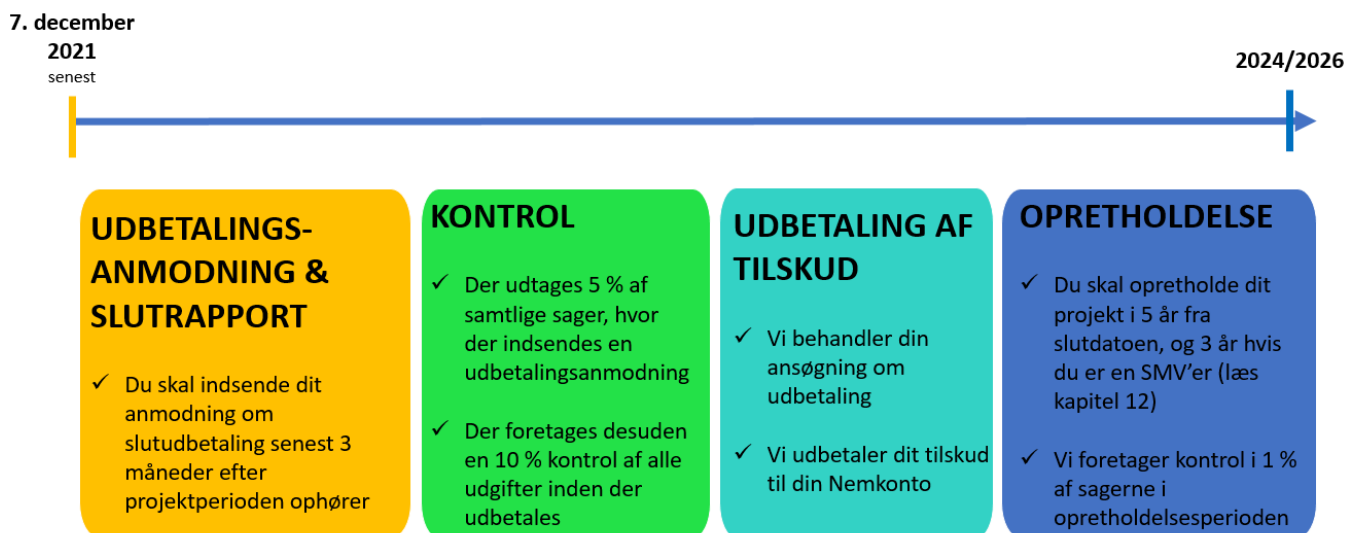 7. december
2021
senest
2024/2026
UDBETALINGS-
ANMODNING &
SLUTRAPPORT
✓ Du skal indsende dit
anmodning om
slutudbetaling senest 3
måneder efter
projektperioden ophører
KONTROL
✓ Der udtages 5 % af
samtlige sager, hvor
der indsendes en
udbetalingsanmodning
✓ Der foretages desuden
en 10 % kontrol af alle
udgifter inden der
udbetales
UDBETALING AF
TILSKUD
✓ Vi behandler din
ansøgning om
udbetaling
✓ Vi udbetaler dit tilskud
til din Nemkonto
OPRETHOLDELSE
✓ Du skal opretholde dit
projekt i 5 år fra
slutdatoen, og 3 år hvis
du er en SMV’er (læs
kapitel 12)
✓ Vi foretager kontrol i 1 %
af sagerne i
opretholdelsesperioden